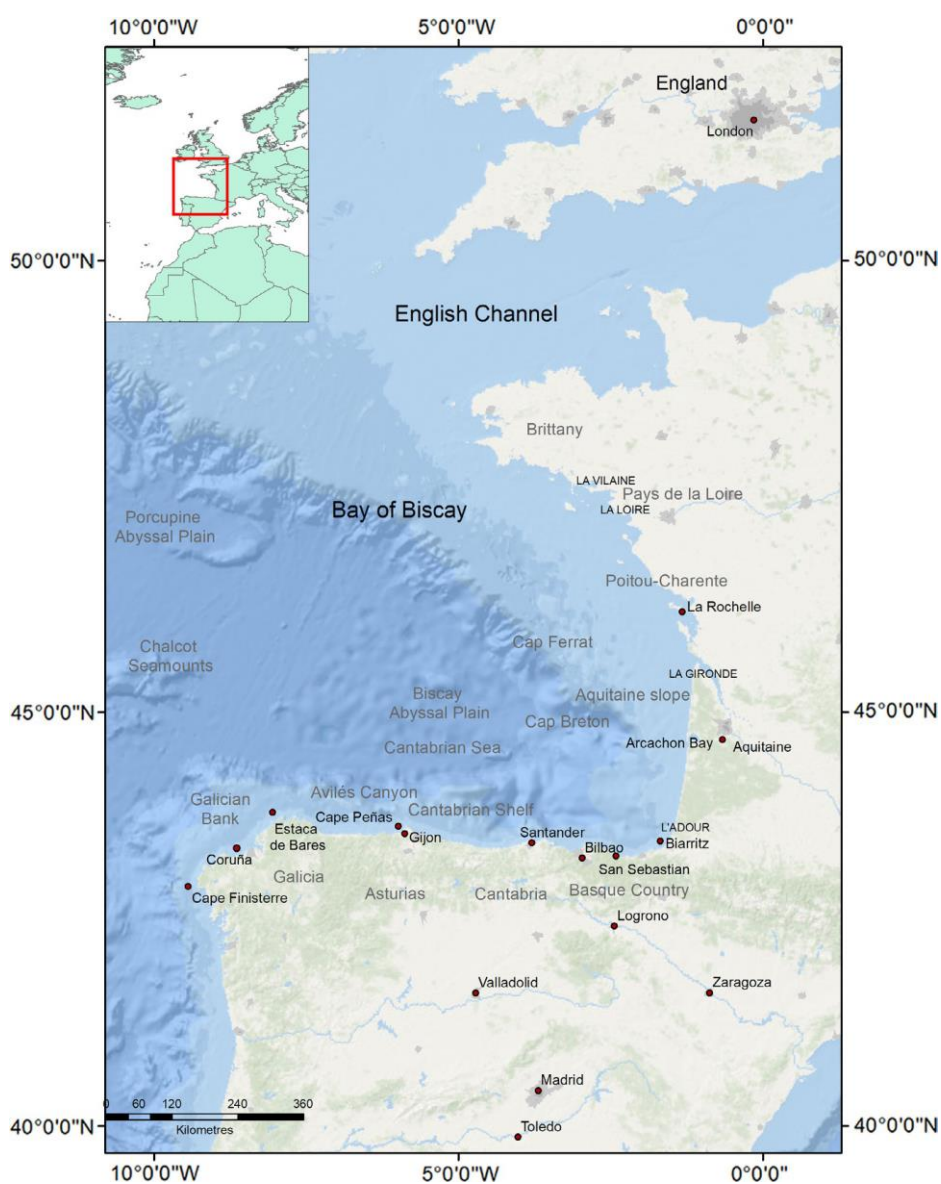 10°0'0"W
5°0'0"W
0°0'0"
England
London
50°0'0"N
50°0'0"N
English Channel
Brittany
LA VILAINE
Pays de la Loire
LA LOIRE
Bay of Biscay
Porcupine
Abyssal Plain
Poitou-Charente
La Rochelle
Cap Ferrat
Chalcot
Seamounts
LA GIRONDE
Biscay
Abyssal Plain
Aquitaine slope
45°0'0"N
45°0'0"N
Cap Breton
Cantabrian Sea
Arcachon Bay
Aquitaine
Avilés Canyon
Galician
Bank
Cape Peñas
Cantabrian Shelf
Estaca
de Bares
Gijon
Santander
L'ADOUR
Biarritz
Bilbao
San Sebastian
Coruña
Galicia
Asturias
Cantabria
Basque Country
Cape Finisterre
Logrono
Valladolid
Zaragoza
Madrid
0 60 120 240 360
Kilometres
Toledo
40°0'0"N
40°0'0"N
10°0'0"W
5°0'0"W
0°0'0"